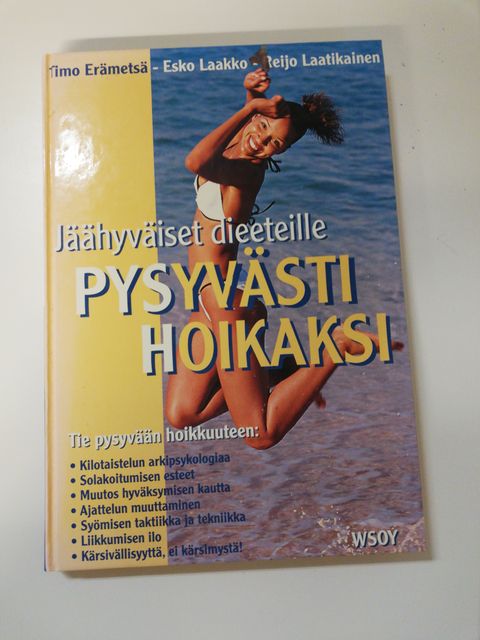 Timo Erämetsä - Esko Laakko - Reijo Laatikainen
Jäähyväiset dieeteille
PYSYVÄSTI
HOIKAKSI
Tie pysyvään hoikkuuteen:
• Kilotaistelun arkipsykologiaa
• Solakoitumisen esteet
• Muutos hyväksymisen kautta
• Ajattelun muuttaminen
• Syömisen taktiikka ja tekniikka
• Liikkumisen ilo
• Kärsivällisyyttä, ei kärsimystä!
WSOY